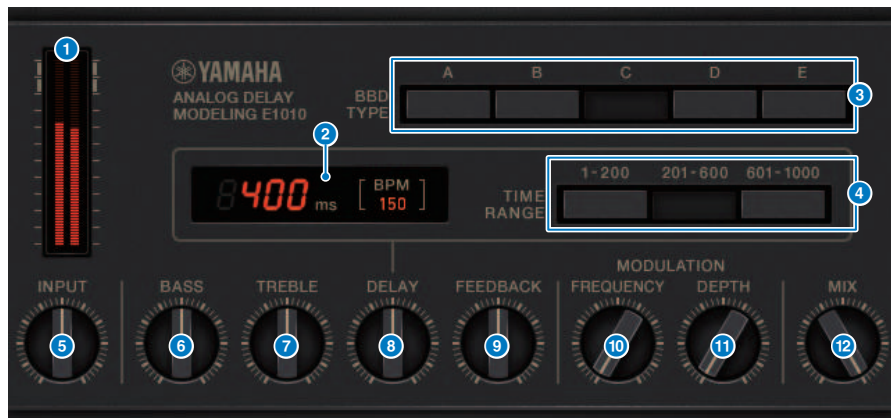 1
YAMAHA
ANALOG DELAY
MODELING E1010
2
BBD
TYPE
A B C D E
3
400 ms
[ BPM
150 ]
TIME
RANGE
1-200 201-600 601-1000
4
MODULATION
INPUT BASS TREBLE DELAY FEEDBACK FREQUENCY DEPTH MIX
5 6 7 8 9 10 11 12